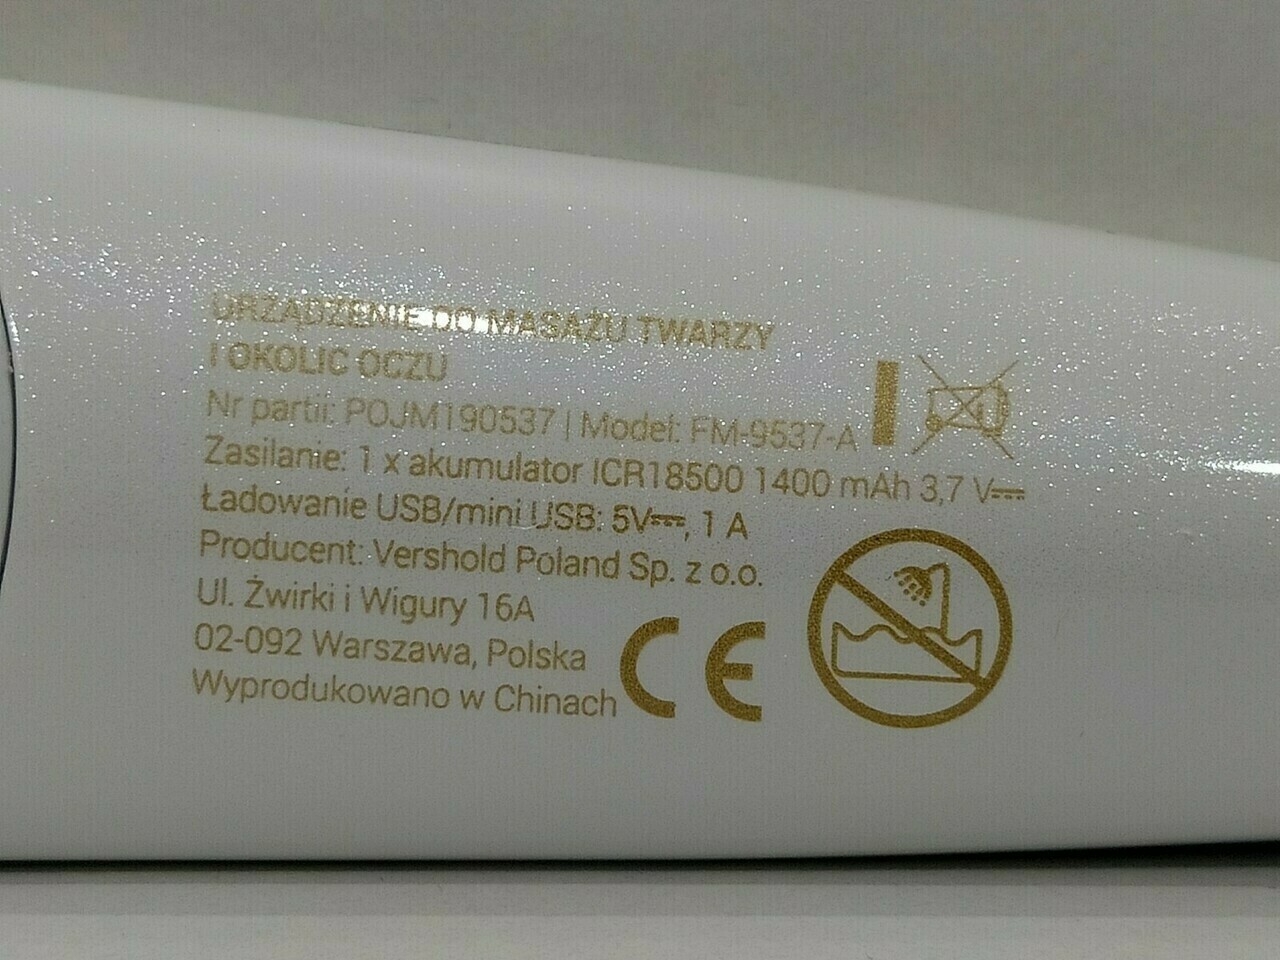 URZĄDZENIE DO MASAŻU TWARZY
I OKOLIC OCZU
Nr partii: POJM190537 | Model: FM-9537-A
Zasilanie: 1 x akumulator ICR18500 1400 mAh 3,7 V⎓
Ładowanie USB/mini USB: 5V⎓, 1 A
Producent: Vershold Poland Sp. z o.o.
Ul. Żwirki i Wigury 16A
02-092 Warszawa, Polska
Wyprodukowano w Chinach
CE